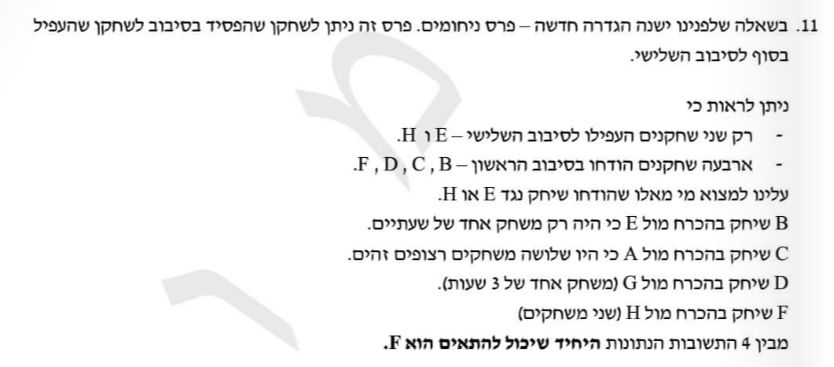 11. בשאלה שלפנינו ישנה הגדרה חדשה – פרס ניחומים. פרס זה ניתן לשחקן שהפסיד בסיבוב לשחקן שהעפיל
בסוף לסיבוב השלישי.
ניתן לראות כי
- רק שני שחקנים העפילו לסיבוב השלישי – E ו H.
- ארבעה שחקנים הודחו בסיבוב הראשון – F , D , C , B.
עלינו למצוא מי מאלו שהודחו שיחק נגד E או H.
B שיחק בהכרח מול E כי היה רק משחק אחד של שעתיים.
C שיחק בהכרח מול A כי היו שלושה משחקים רצופים זהים.
D שיחק בהכרח מול G (משחק אחד של 3 שעות).
F שיחק בהכרח מול H (שני משחקים)
מבין 4 התשובות הנתונות היחיד שיכול להתאים הוא F.